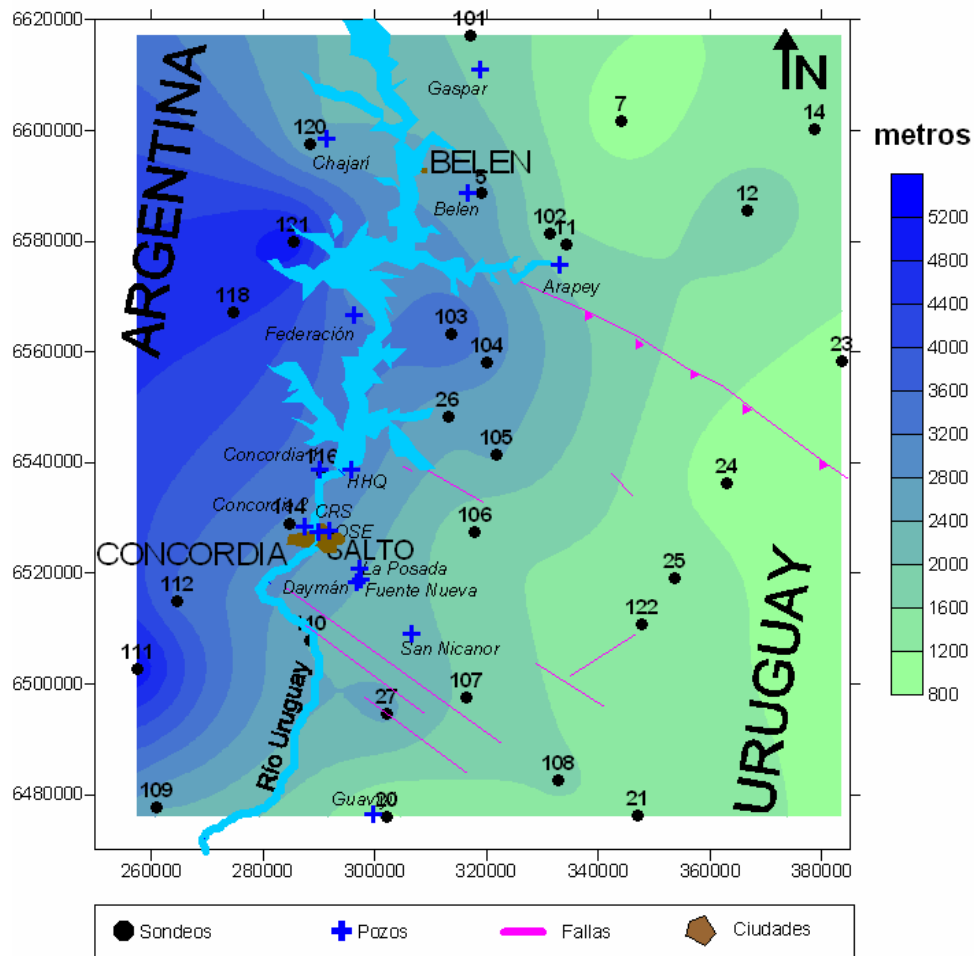 6620000
6600000
6580000
6560000
6540000
6520000
6500000
6480000
260000
280000
300000
320000
340000
360000
380000
ARGENTINA
URUGUAY
Río Uruguay
N
101
Gaspar
7
14
120
Chajarí
BELEN
5
Belen
12
102
11
Arapey
121
118
Federación
103
104
23
26
105
24
Concordia 1
116
HHQ
Concordia 2
CRS
114
OSE
106
CONCORDIA
SALTO
La Posada
Daymán
Fuente Nueva
25
112
122
110
San Nicanor
111
107
27
108
109
Guaviyú
20
21
metros
5200
4800
4400
4000
3600
3200
2800
2400
2000
1600
1200
800
Sondeos
Pozos
Fallas
Ciudades